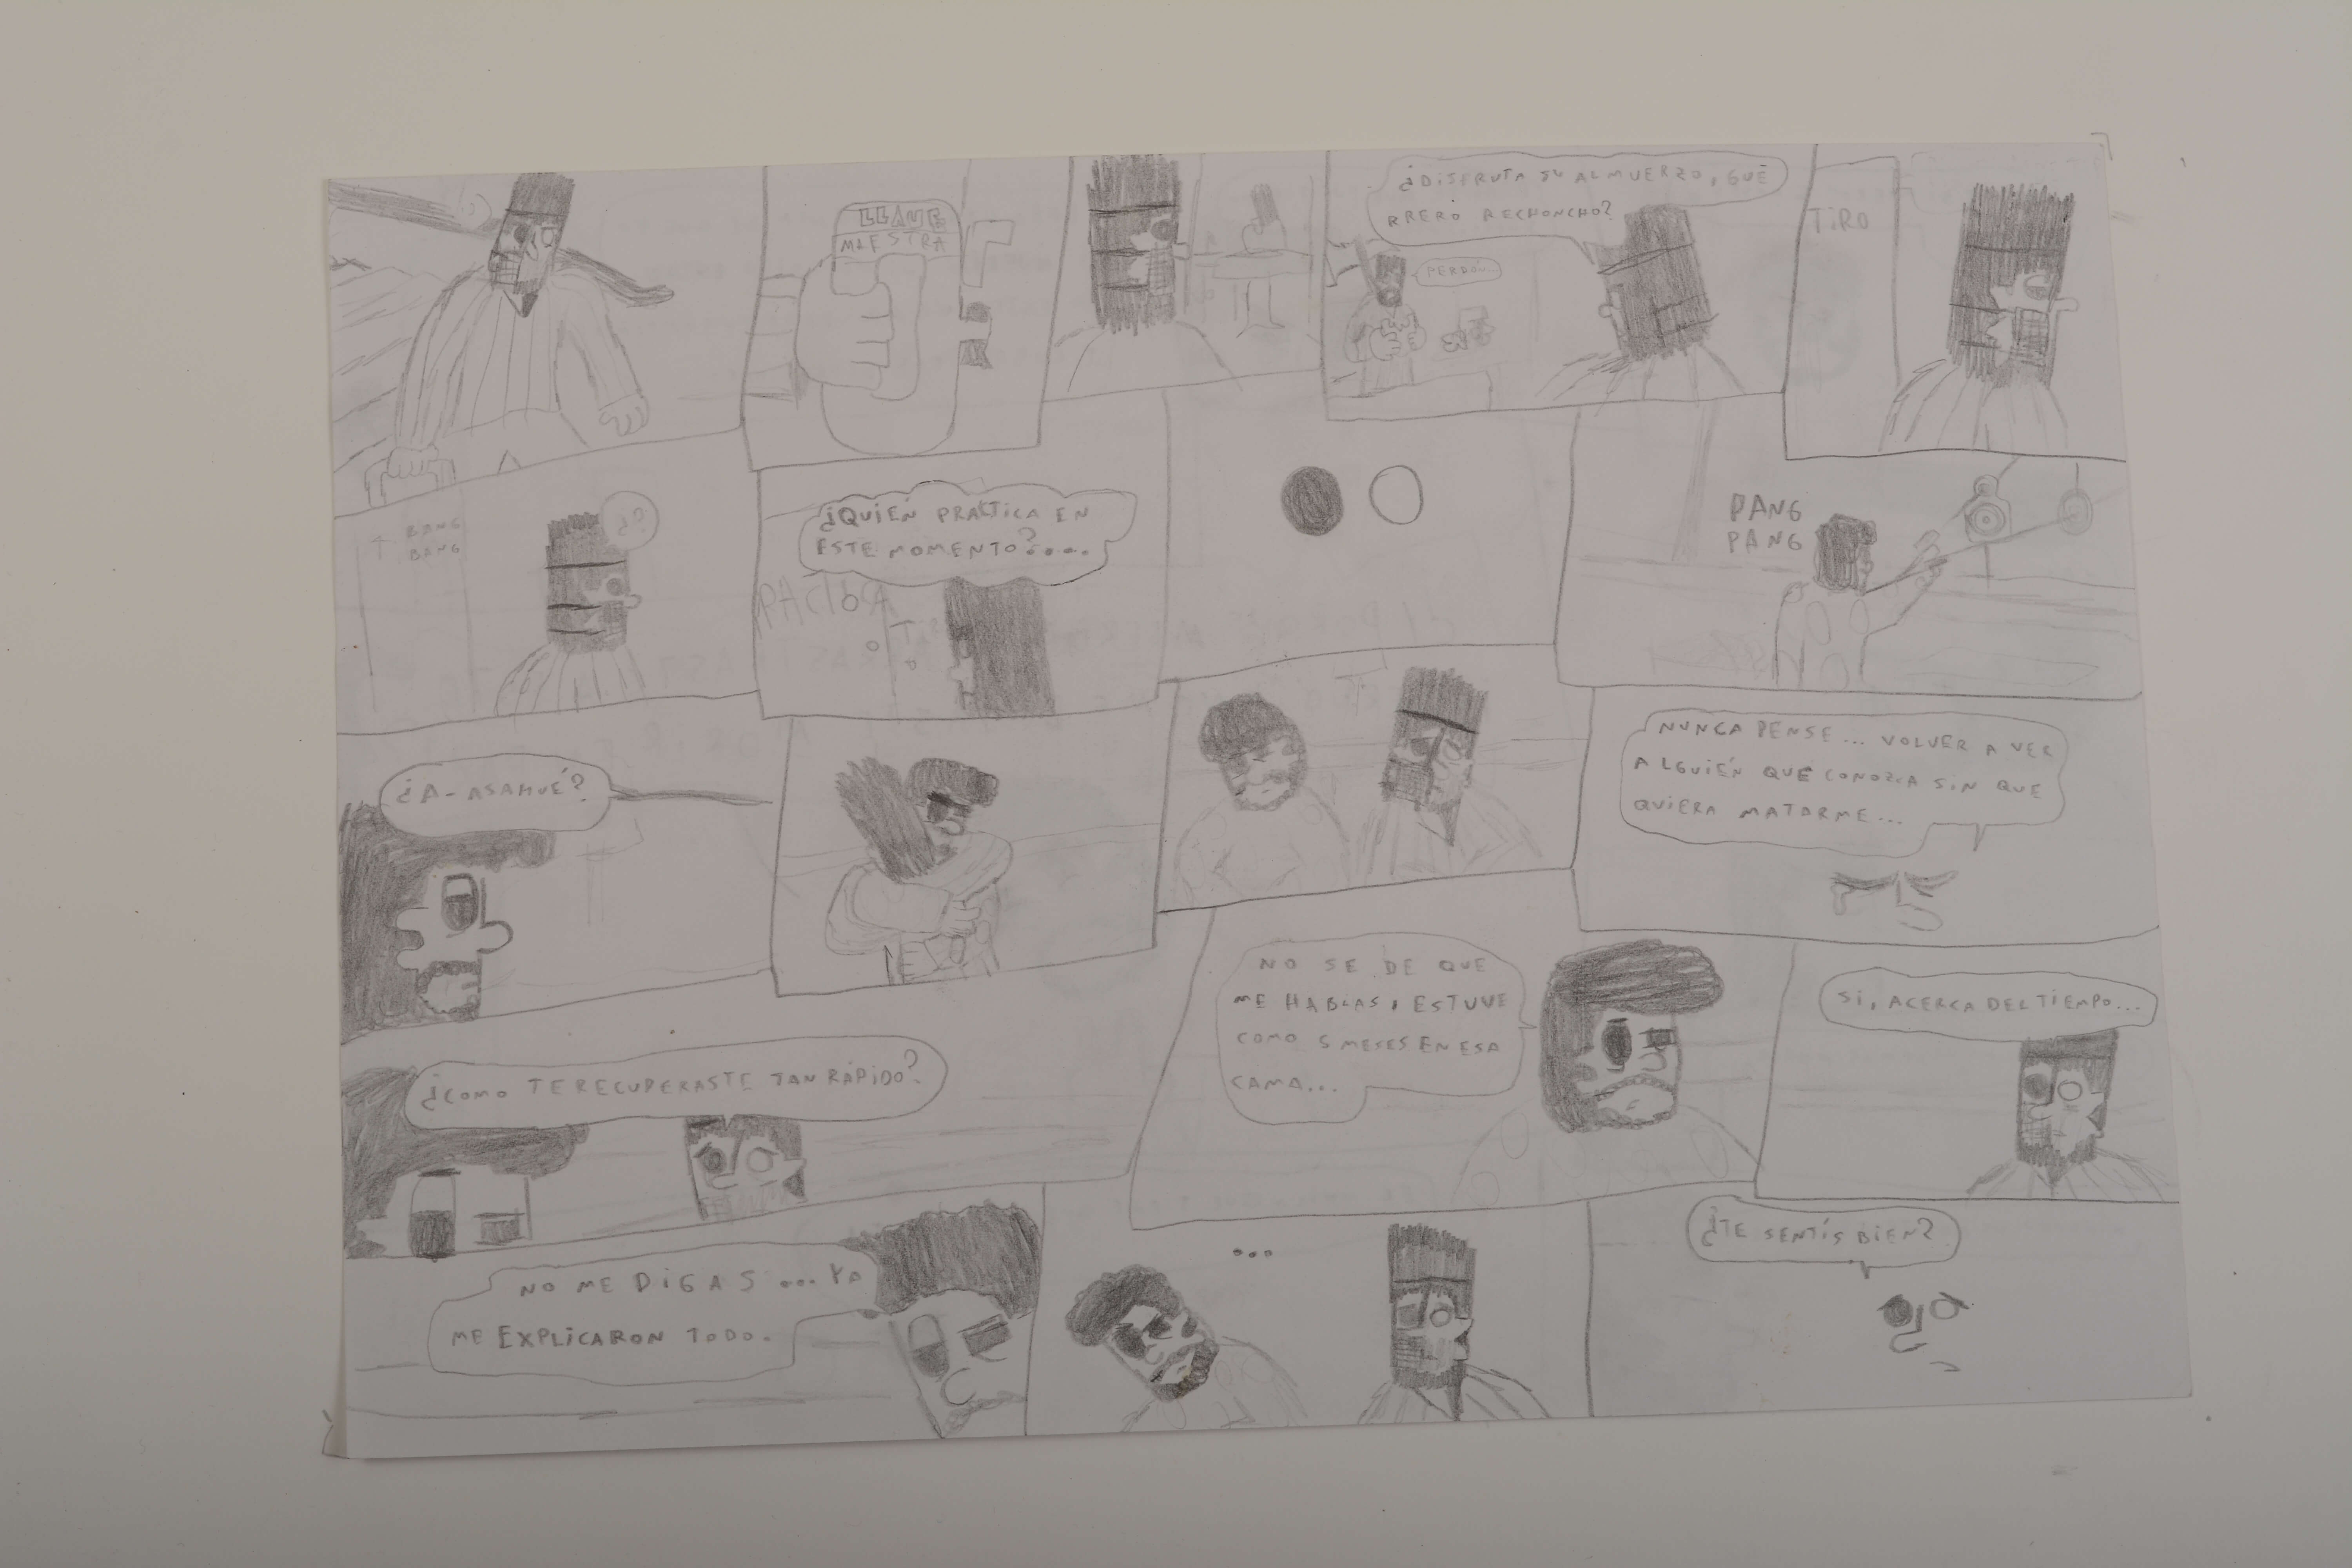 LLAVE
MAESTRA
¿DISFRUTA SU ALMUERZO, GUE
RRERO RECHONCHO?
PERDÓN...
TIRO
BANG
BANG
¿?
¿QUIÉN PRACTICA EN
ESTE MOMENTO?....
PANG
PANG
¿A-ASAHUÉ?
NUNCA PENSE... VOLVER A VER
ALGUIÉN QUE CONOZCA SIN QUE
QUIERA MATARME...
¿COMO TE RECUPERASTE TAN RÁPIDO?
NO SE DE QUE
ME HABLAS, ESTUVE
COMO 5 MESES EN ESA
CAMA...
SI, ACERCA DEL TIEMPO...
NO ME DIGAS ... YA
ME EXPLICARON TODO.
...
¿TE SENTÍS BIEN?